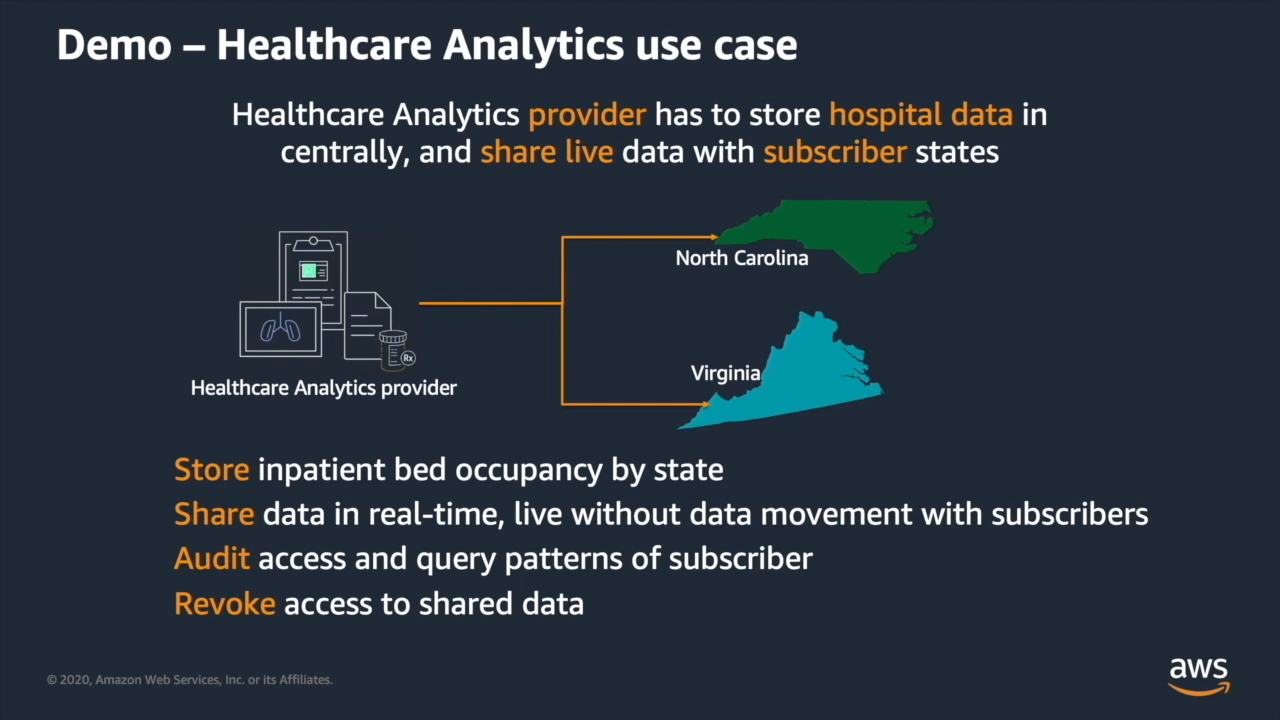 Demo – Healthcare Analytics use case
Healthcare Analytics provider has to store hospital data in
centrally, and share live data with subscriber states
North Carolina
Rx
Virginia
Healthcare Analytics provider
Store inpatient bed occupancy by state
Share data in real-time, live without data movement with subscribers
Audit access and query patterns of subscriber
Revoke access to shared data
© 2020, Amazon Web Services, Inc. or its Affiliates.
aws